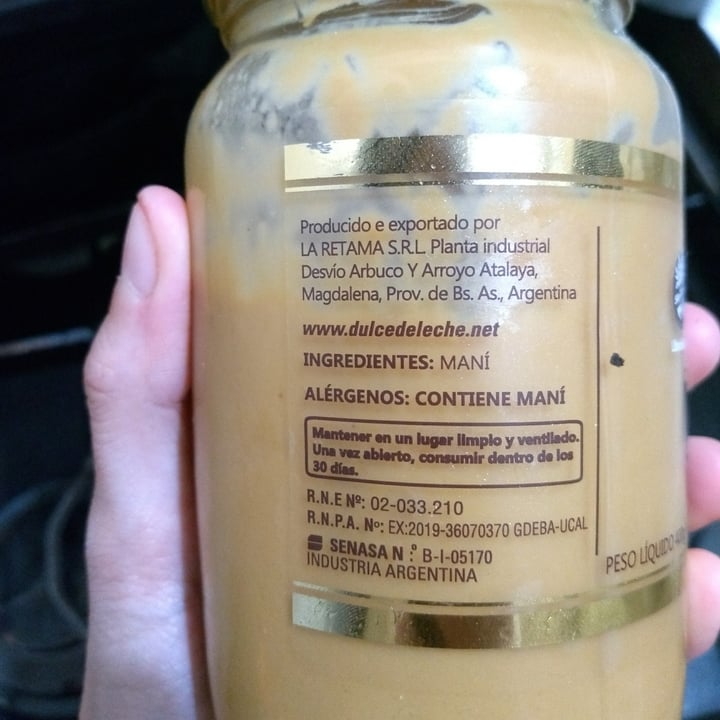 Producido e exportado por
LA RETAMA S.R.L. Planta industrial
Desvío Arbuco Y Arroyo Atalaya,
Magdalena, Prov. de Bs. As., Argentina
www.dulcedeleche.net
INGREDIENTES: MANÍ
ALÉRGENOS: CONTIENE MANÍ
Mantener en un lugar limpio y ventilado.
Una vez abierto, consumir dentro de los
30 días.
R.N.E Nº: 02-033.210
R.N.P.A. Nº: EX:2019-36070370 GDEBA-UCAL
SENASA N º: B-I-05170
INDUSTRIA ARGENTINA
PESO LÍQUIDO